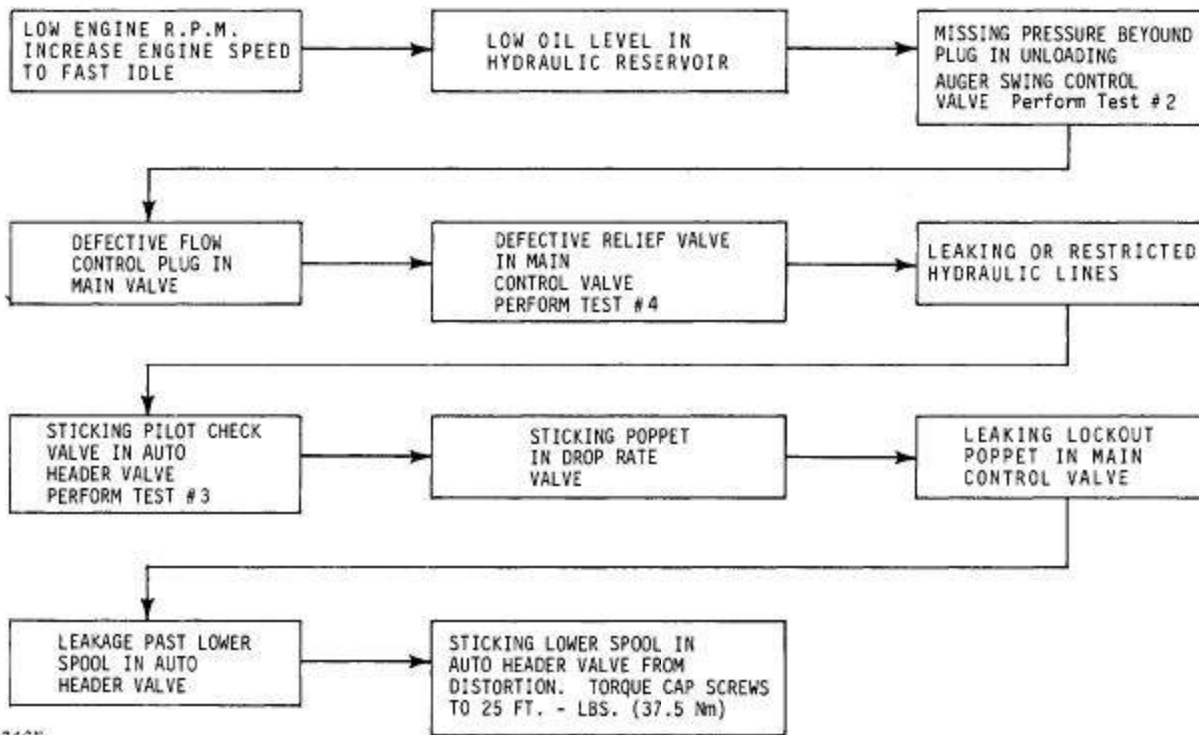 LOW ENGINE R.P.M.
INCREASE ENGINE SPEED
TO FAST IDLE
LOW OIL LEVEL IN
HYDRAULIC RESERVOIR
MISSING PRESSURE BEYOUND
PLUG IN UNLOADING
AUGER SWING CONTROL
VALVE Perform Test #2
DEFECTIVE FLOW
CONTROL PLUG IN
MAIN VALVE
DEFECTIVE RELIEF VALVE
IN MAIN
CONTROL VALVE
PERFORM TEST #4
LEAKING OR RESTRICTED
HYDRAULIC LINES
STICKING PILOT CHECK
VALVE IN AUTO
HEADER VALVE
PERFORM TEST #3
STICKING POPPET
IN DROP RATE
VALVE
LEAKING LOCKOUT
POPPET IN MAIN
CONTROL VALVE
LEAKAGE PAST LOWER
SPOOL IN AUTO
HEADER VALVE
STICKING LOWER SPOOL IN
AUTO HEADER VALVE FROM
DISTORTION. TORQUE CAP SCREWS
TO 25 FT. - LBS. (37.5 Nm)